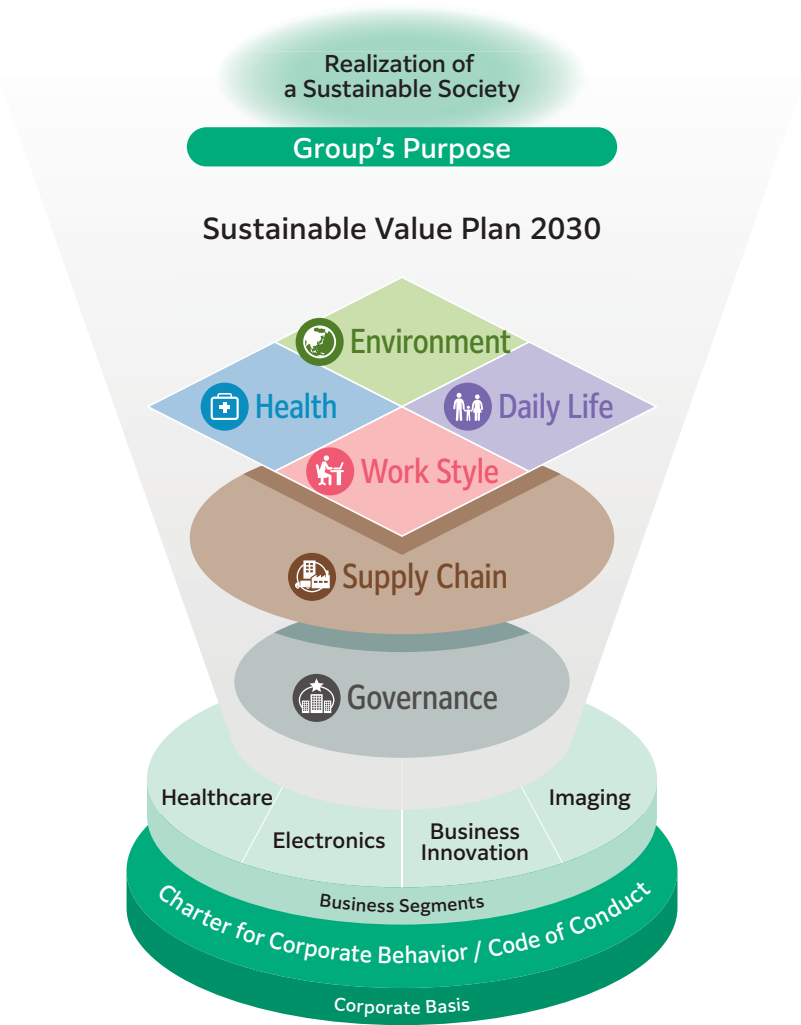 Realization of
a Sustainable Society
Group's Purpose
Sustainable Value Plan 2030
Environment
Health
Daily Life
Work Style
Supply Chain
Governance
Healthcare
Electronics
Business
Innovation
Imaging
Business Segments
Charter for Corporate Behavior / Code of Conduct
Corporate Basis